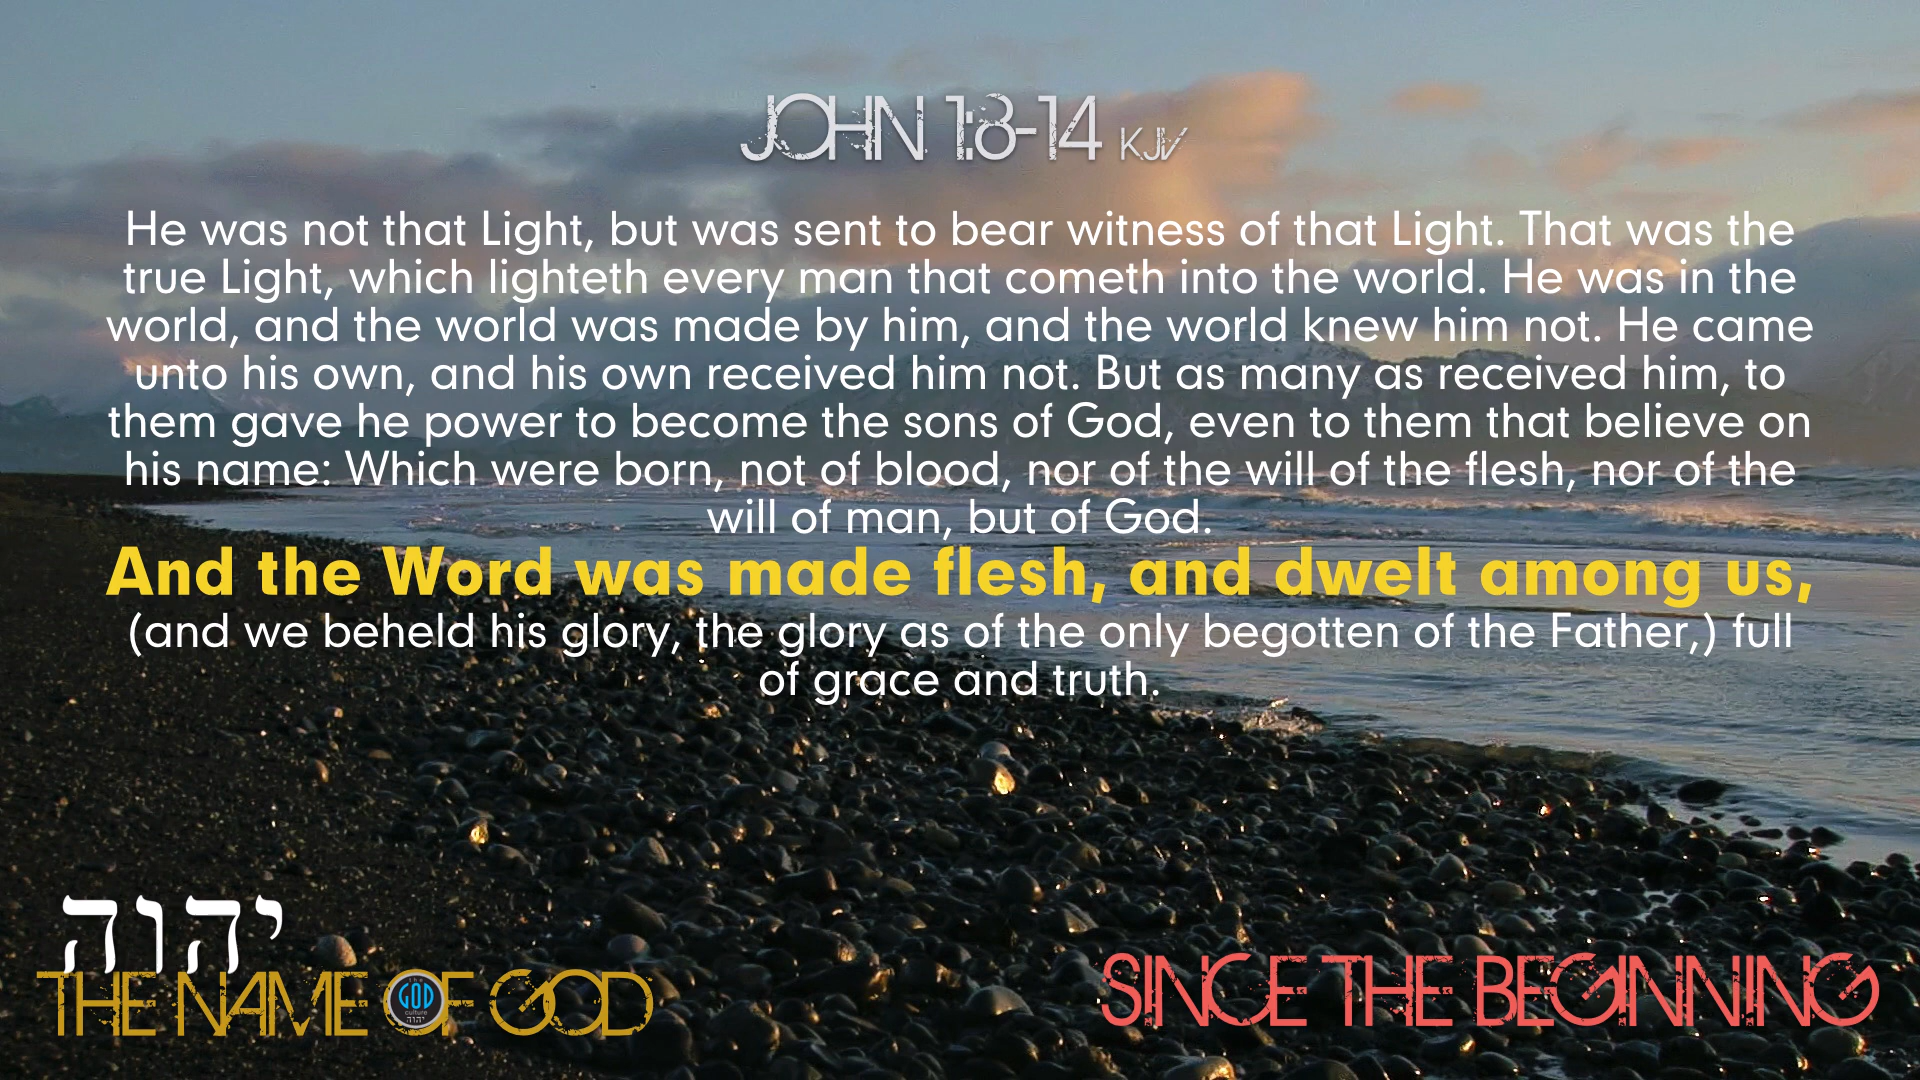 JOHN 1:8-14 KJV
He was not that Light, but was sent to bear witness of that Light. That was the
true Light, which lighteth every man that cometh into the world. He was in the
world, and the world was made by him, and the world knew him not. He came
unto his own, and his own received him not. But as many as received him, to
them gave he power to become the sons of God, even to them that believe on
his name: Which were born, not of blood, nor of the will of the flesh, nor of the
will of man, but of God.
And the Word was made flesh, and dwelt among us,
(and we beheld his glory, the glory as of the only begotten of the Father,) full
of grace and truth.
יהוה
THE NAME OF GOD
GOD
culture
יהוה
SINCE THE BEGINNING